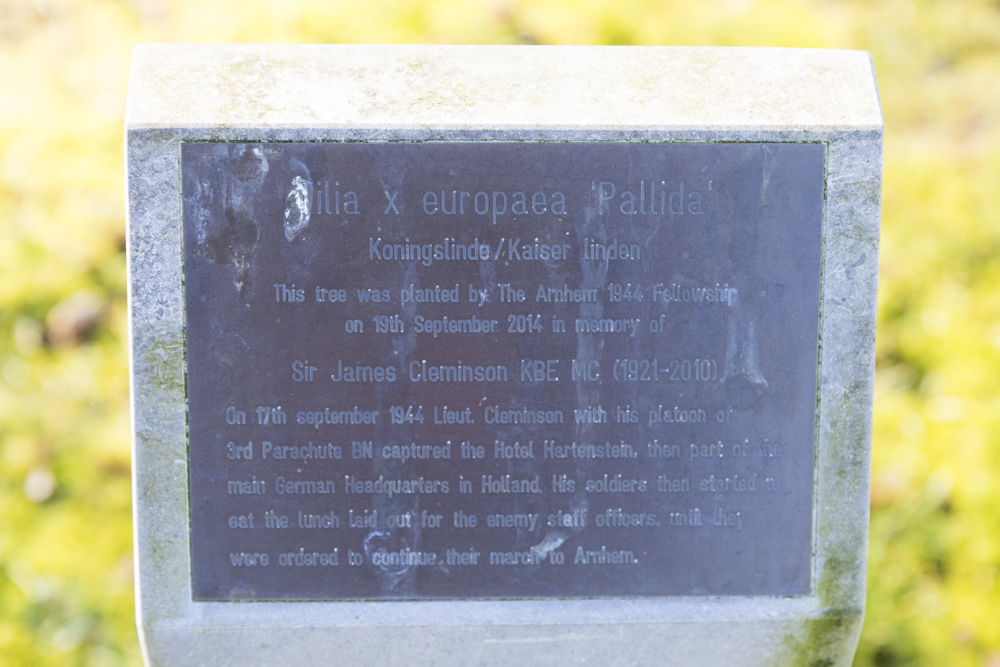 Tilia x europaea 'Pallida'
Koningslinde/Kaiser linden
This tree was planted by The Arnhem 1944 Fellowship
on 19th September 2014 in memory of
Sir James Cleminson KBE MC (1921-2010)
On 17th september 1944 Lieut. Cleminson with his platoon of
3rd Parachute BN captured the Hotel Hartenstein, then part of the
main German Headquarters in Holland. His soldiers then started to
eat the lunch laid out for the enemy staff officers, until they
were ordered to continue their march to Arnhem.